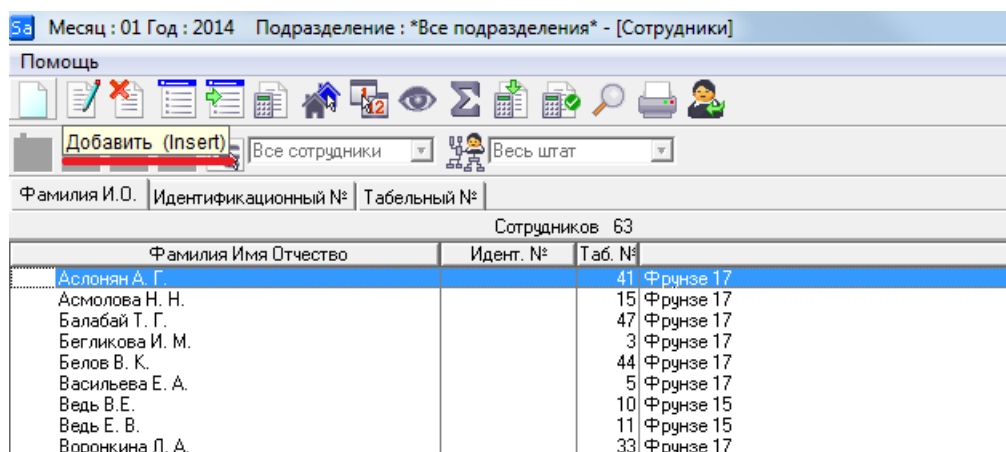 Sa Месяц : 01 Год : 2014 Подразделение : *Все подразделения* - [Сотрудники]
Помощь
Добавить (Insert)
Все сотрудники
Весь штат
Фамилия И.О. Идентификационный № Табельный №
Сотрудников 63
Фамилия Имя Отчество Идент. № Таб. №
Аслонян А. Г. 41 Фрунзе 17
Асмолова Н. Н. 15 Фрунзе 17
Балабай Т. Г. 47 Фрунзе 17
Бегликова И. М. 3 Фрунзе 17
Белов В. К. 44 Фрунзе 17
Васильева Е. А. 5 Фрунзе 17
Ведь В.Е. 10 Фрунзе 15
Ведь Е. В. 11 Фрунзе 15
Воронкина Л. А. 33 Фрунзе 17